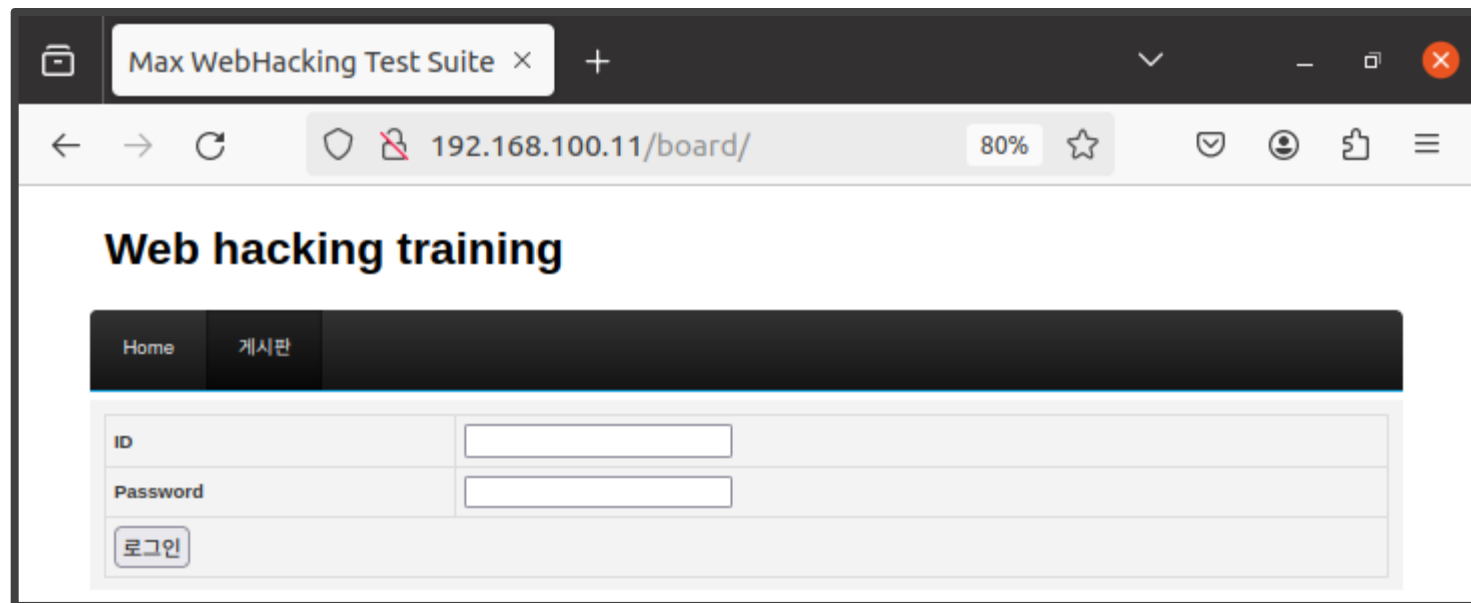 Max WebHacking Test Suite
192.168.100.11/board/ 80%
Web hacking training
Home 게시판
ID
Password
로그인